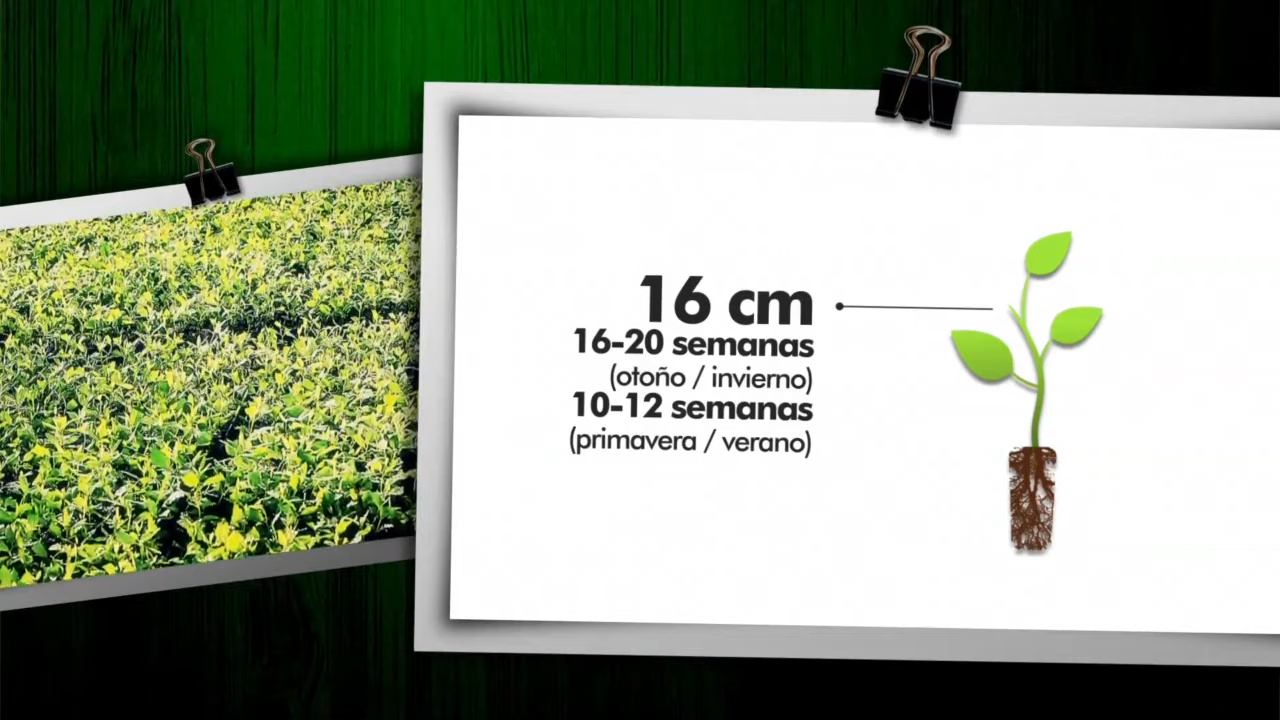 16 cm
16-20 semanas
(otoño / invierno)
10-12 semanas
(primavera / verano)